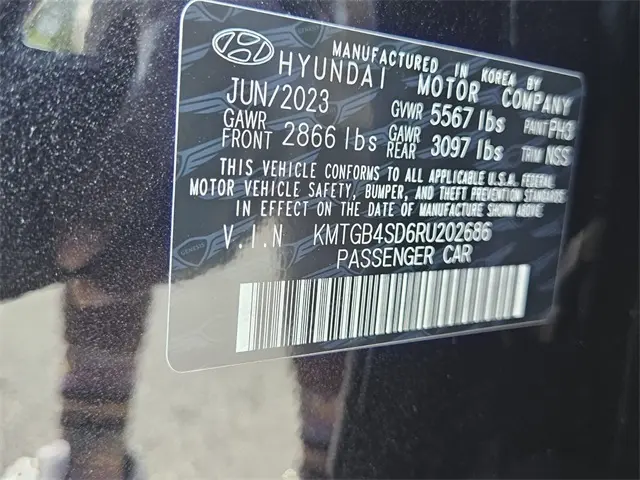 MANUFACTURED IN KOREA BY
HYUNDAI MOTOR COMPANY
JUN/2023 GVWR 5567 lbs PAINT PH3
GAWR FRONT 2866 lbs GAWR REAR 3097 lbs TRIM NSS
THIS VEHICLE CONFORMS TO ALL APPLICABLE U.S.A. FEDERAL
MOTOR VEHICLE SAFETY, BUMPER, AND THEFT PREVENTION STANDARDS
IN EFFECT ON THE DATE OF MANUFACTURE SHOWN ABOVE.
V.I.N KMTGB4SD6RU202686
PASSENGER CAR
GENESIS